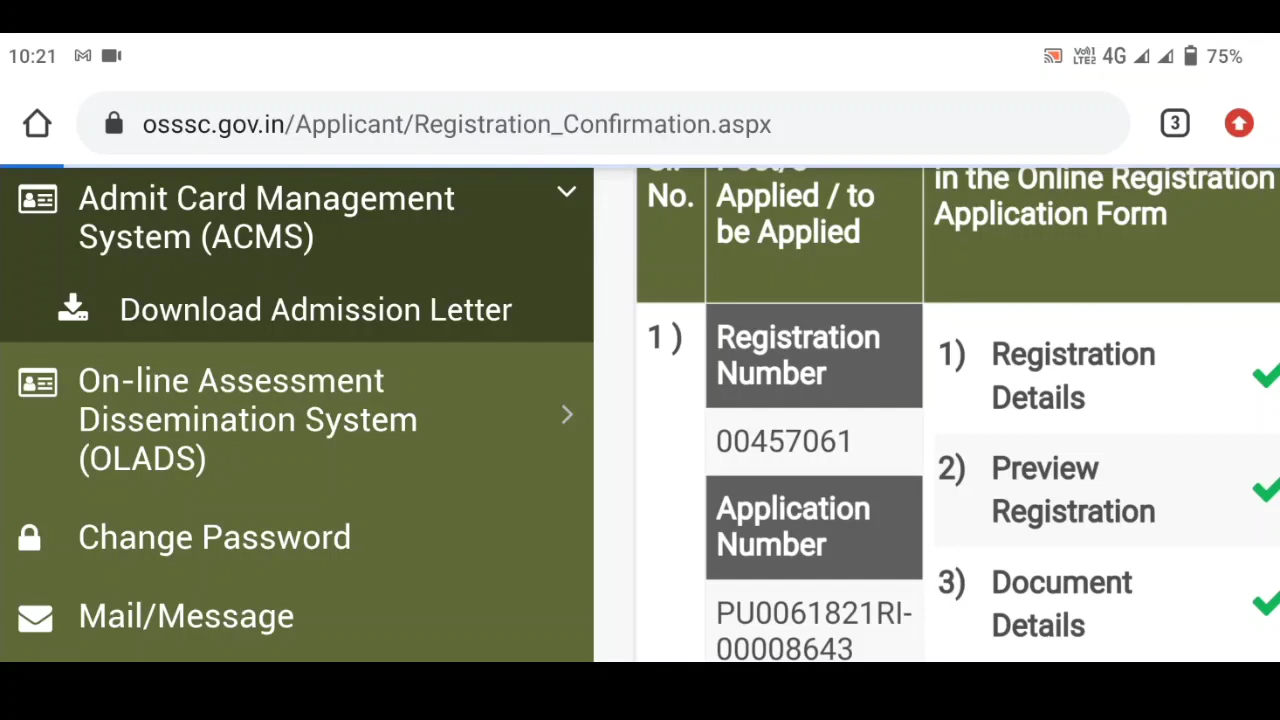 10:21
VoI) LTE2 4G 75%
osssc.gov.in/Applicant/Registration_Confirmation.aspx
3
Admit Card Management
System (ACMS)
Download Admission Letter
On-line Assessment
Dissemination System
(OLADS)
Change Password
Mail/Message
No.
Applied / to
be Applied
in the Online Registration
Application Form
1 )
Registration
Number
00457061
Application
Number
PU0061821RI-
00008643
1) Registration
Details
2) Preview
Registration
3) Document
Details